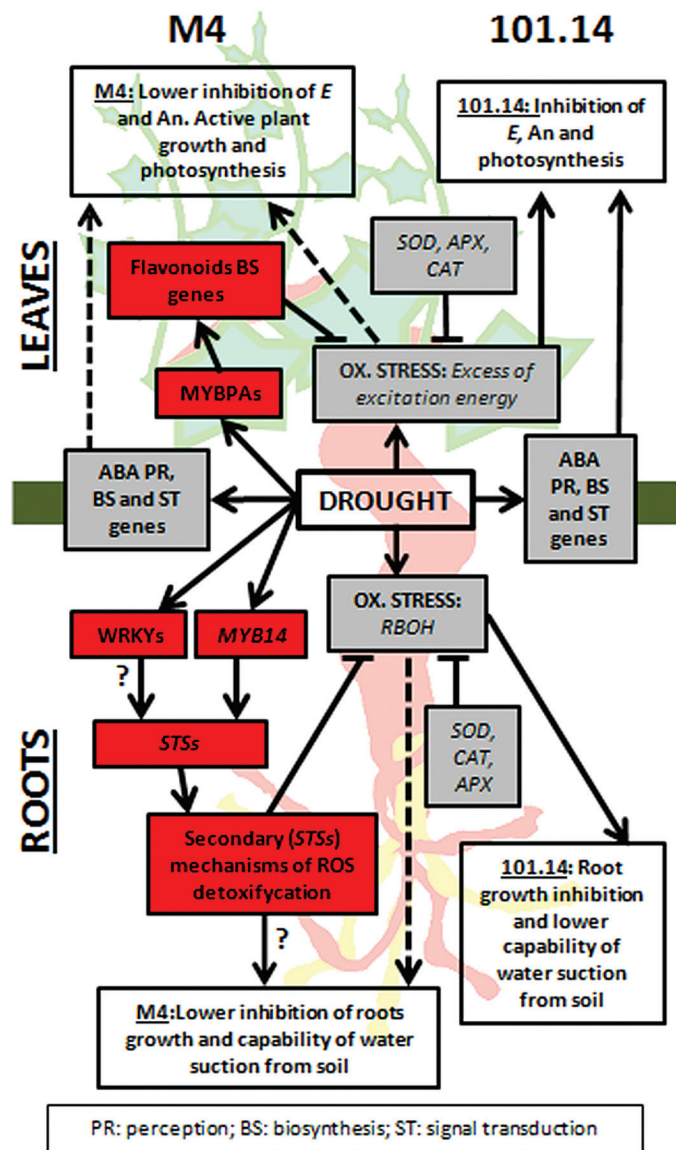 M4
101.14
M4: Lower inhibition of E
and An. Active plant
growth and
photosynthesis
101.14: Inhibition of
E, An and
photosynthesis
LEAVES
Flavonoids BS
genes
SOD, APX,
CAT
OX. STRESS: Excess of
excitation energy
MYBPAs
ABA PR,
BS and ST
genes
DROUGHT
ABA
PR, BS
and ST
genes
OX. STRESS:
RBOH
WRKYs
MYB14
?
STSs
SOD,
CAT,
APX
ROOTS
Secondary (STSs)
mechanisms of ROS
detoxifycation
?
101.14: Root
growth inhibition
and lower
capability of
water suction
from soil
M4:Lower inhibition of roots
growth and capability of water
suction from soil
PR: perception; BS: biosynthesis; ST: signal transduction